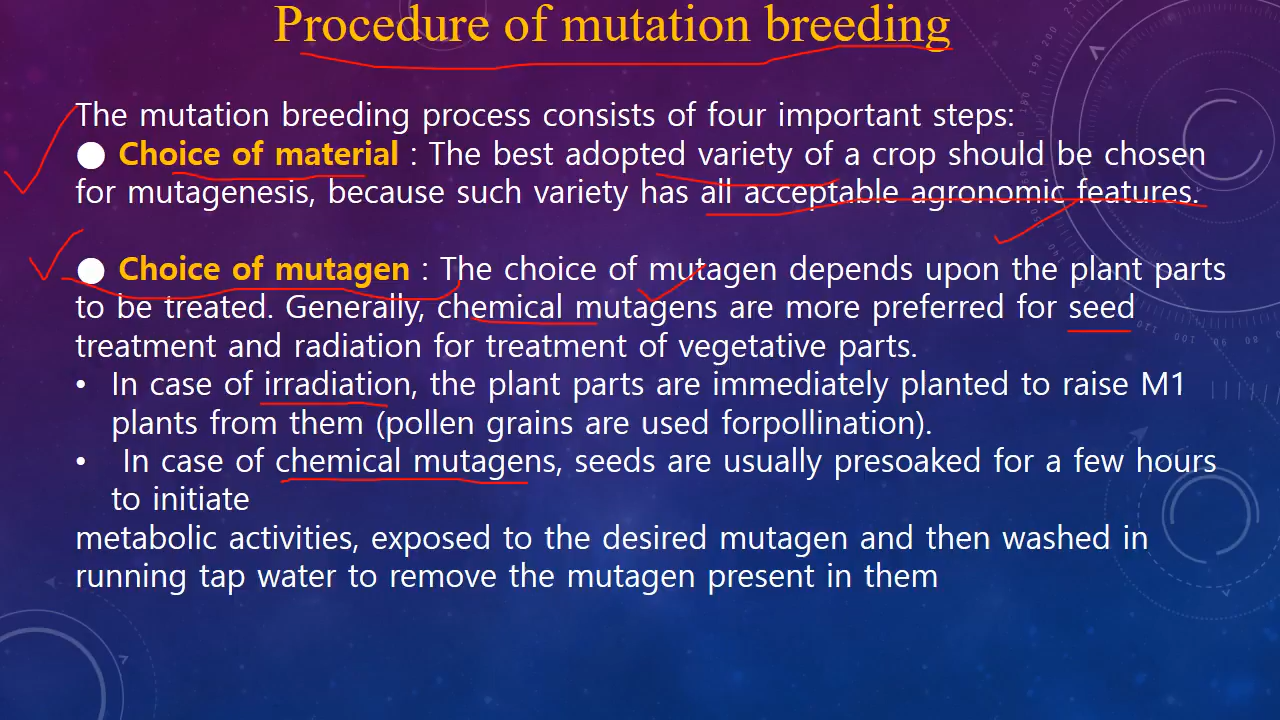 Procedure of mutation breeding
The mutation breeding process consists of four important steps:
● Choice of material : The best adopted variety of a crop should be chosen
for mutagenesis, because such variety has all acceptable agronomic features.
● Choice of mutagen : The choice of mutagen depends upon the plant parts
to be treated. Generally, chemical mutagens are more preferred for seed
treatment and radiation for treatment of vegetative parts.
• In case of irradiation, the plant parts are immediately planted to raise M1
plants from them (pollen grains are used forpollination).
• In case of chemical mutagens, seeds are usually presoaked for a few hours
to initiate
metabolic activities, exposed to the desired mutagen and then washed in
running tap water to remove the mutagen present in them